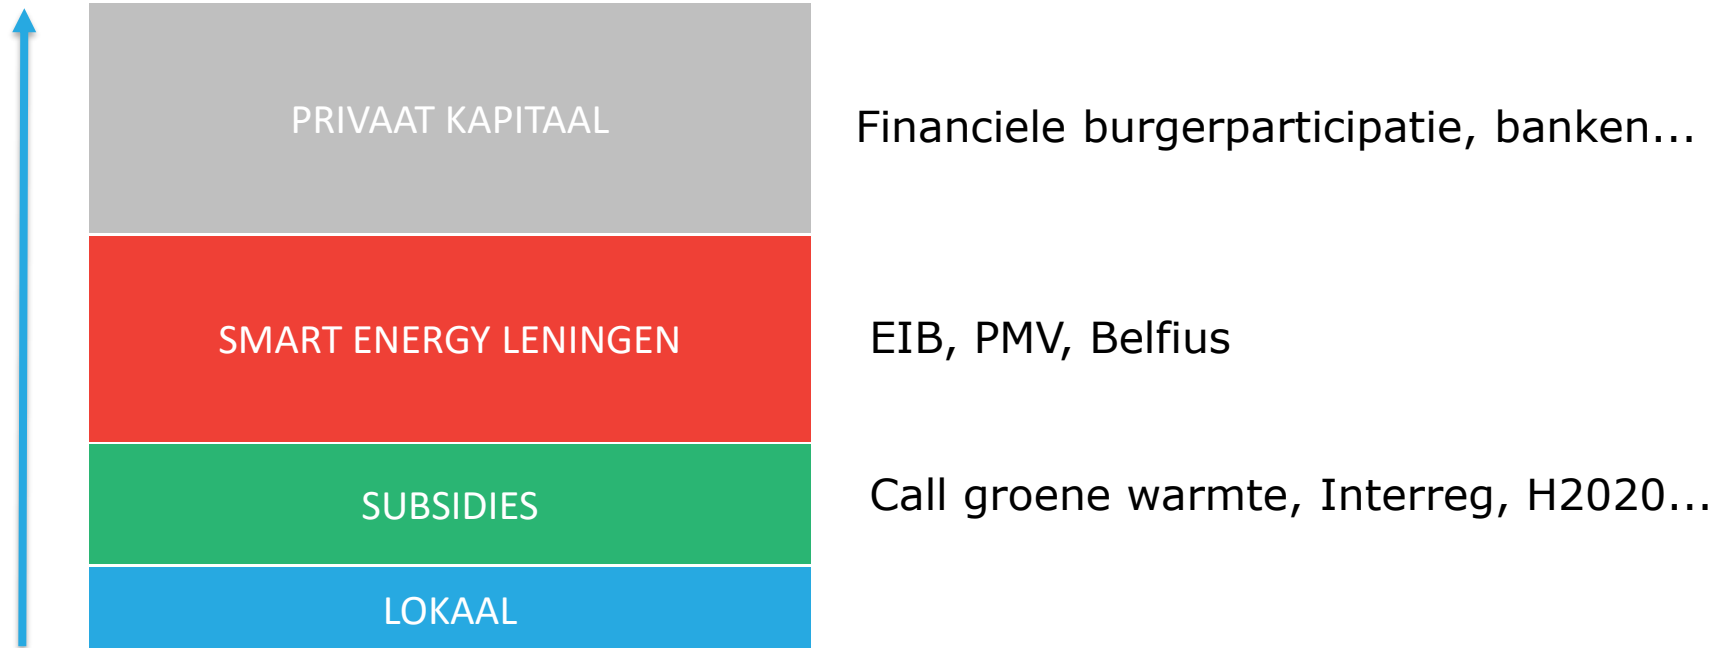 PRIVAAT KAPITAAL
Financiele burgerparticipatie, banken...
SMART ENERGY LENINGEN
EIB, PMV, Belfius
SUBSIDIES
Call groene warmte, Interreg, H2020...
LOKAAL